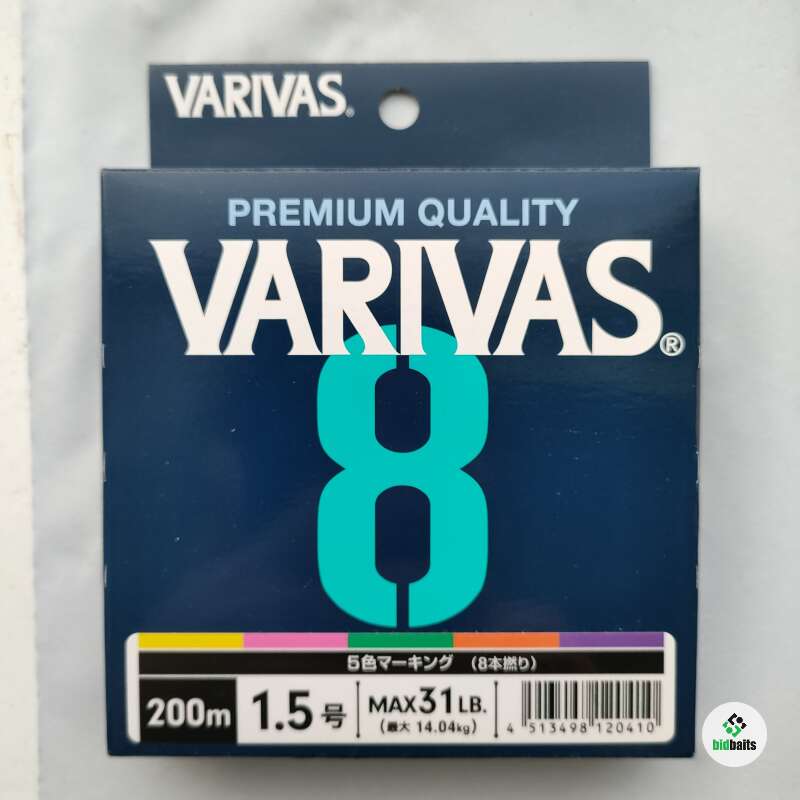 VARIVAS®
PREMIUM QUALITY
VARIVAS®
8
5色マーキング (8本撚り)
200m
1.5号
MAX31LB.
(最大 14.04kg)
4 513498 120410
bidbaits